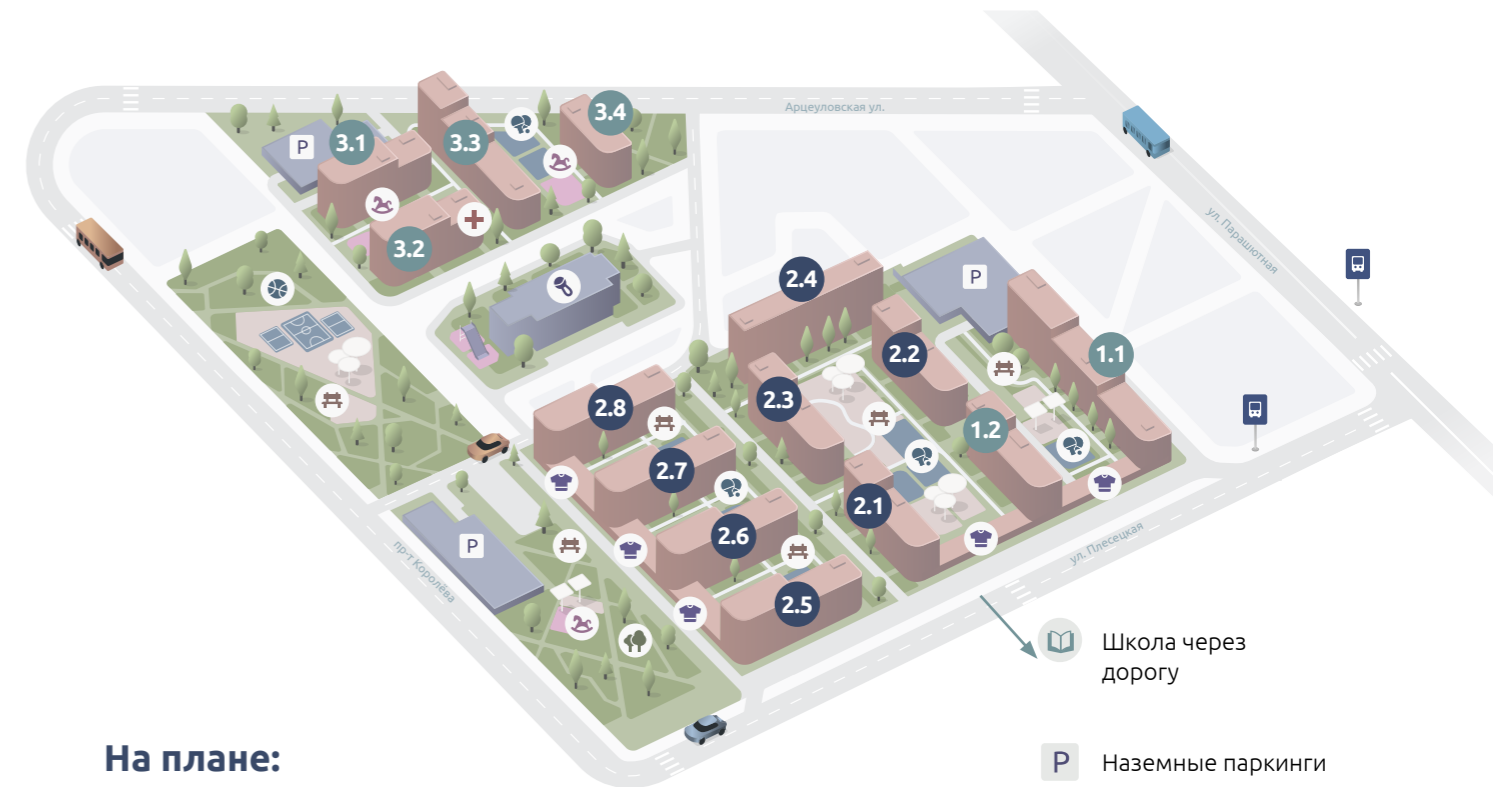 Арцеуловская ул.
3.4
3.1
3.3
P
3.2
ул. Парашютная
2.4
P
2.2
1.1
2.3
2.8
1.2
2.7
2.1
2.6
P
пр-т Королёва
ул. Плесецкая
2.5
Школа через
дорогу
На плане:
P
Наземные паркинги